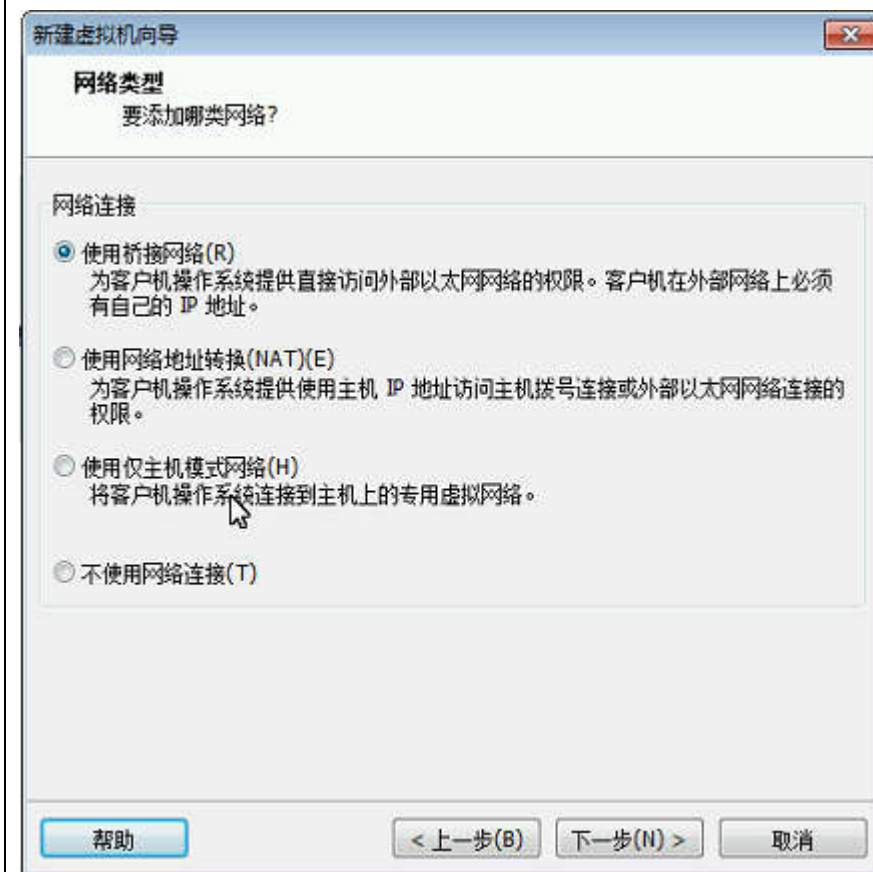 新建虚拟机向导
网络类型
要添加哪类网络?
网络连接
使用桥接网络(R)
为客户机操作系统提供直接访问外部以太网网络的权限。客户机在外部网络上必须
有自己的 IP 地址。
使用网络地址转换(NAT)(E)
为客户机操作系统提供使用主机 IP 地址访问主机拨号连接或外部以太网网络连接的
权限。
使用仅主机模式网络(H)
将客户机操作系统连接到主机上的专用虚拟网络。
不使用网络连接(T)
帮助
< 上一步(B)
下一步(N) >
取消